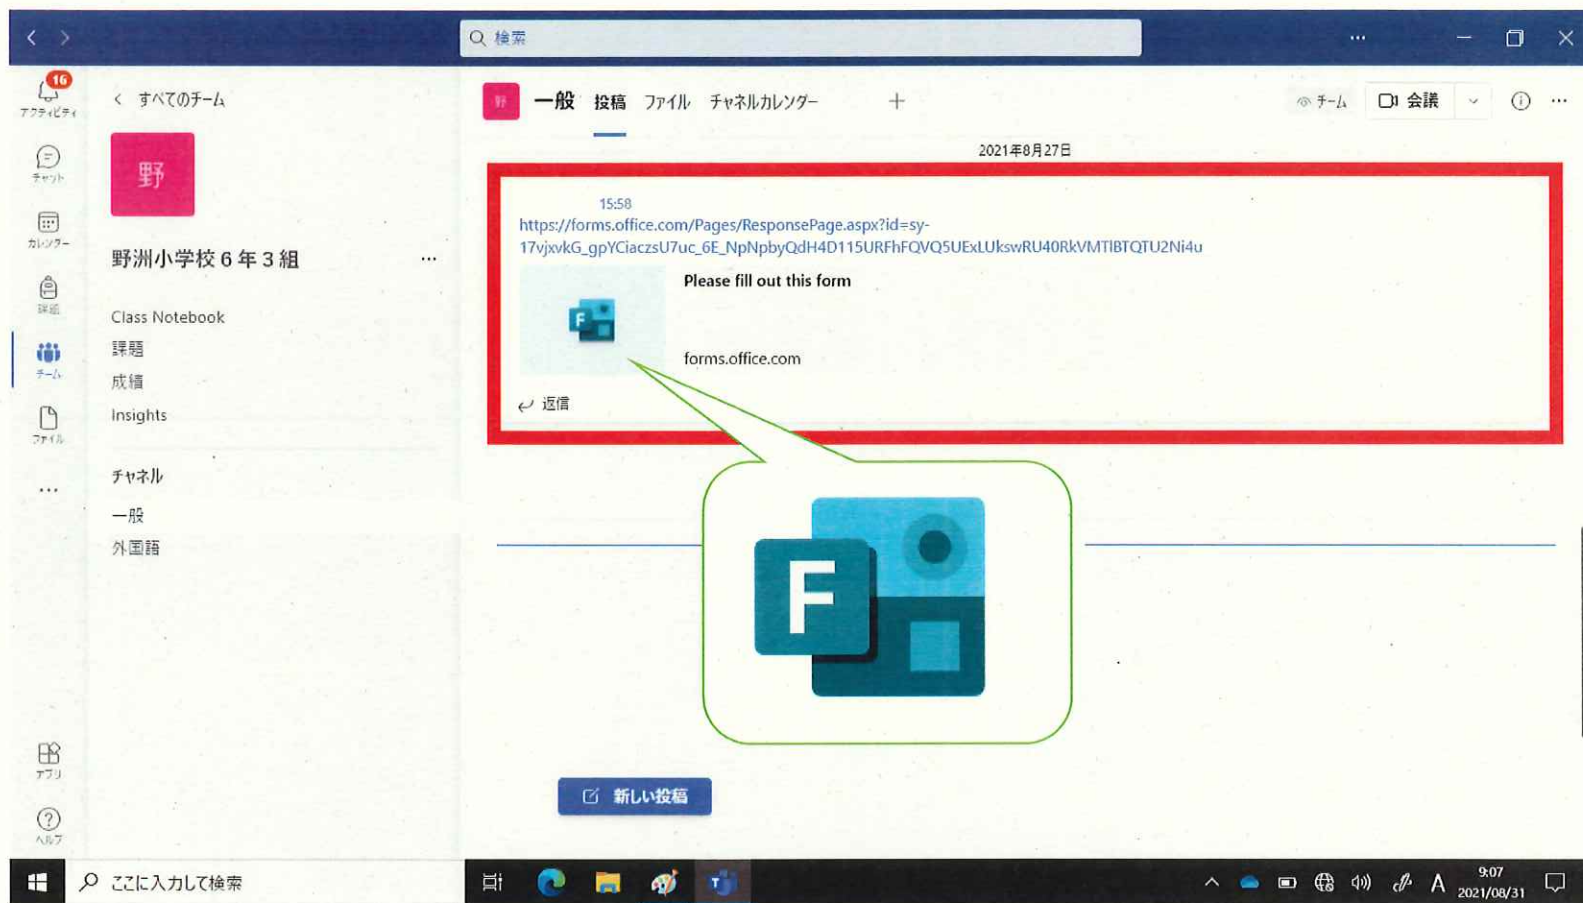 検索
16
アクティビティ
チャット
カレンダー
課題
チーム
ファイル
アプリ
ヘルプ
すべてのチーム
野
野洲小学校6年3組
Class Notebook
課題
成績
Insights
チャネル
一般
外国語
野
一般 投稿 ファイル チャネルカレンダー
チーム
会議
2021年8月27日
15:58
https://forms.office.com/Pages/ResponsePage.aspx?id=sy-
17vjxvkG_gpYCiaczsU7uc_6E_NpNpbyQdH4D115URFhFQVQ5UExLUkswRU40RkVMTlBTQTU2Ni4u
F
Please fill out this form
forms.office.com
返信
F
新しい投稿
ここに入力して検索
A
9:07
2021/08/31